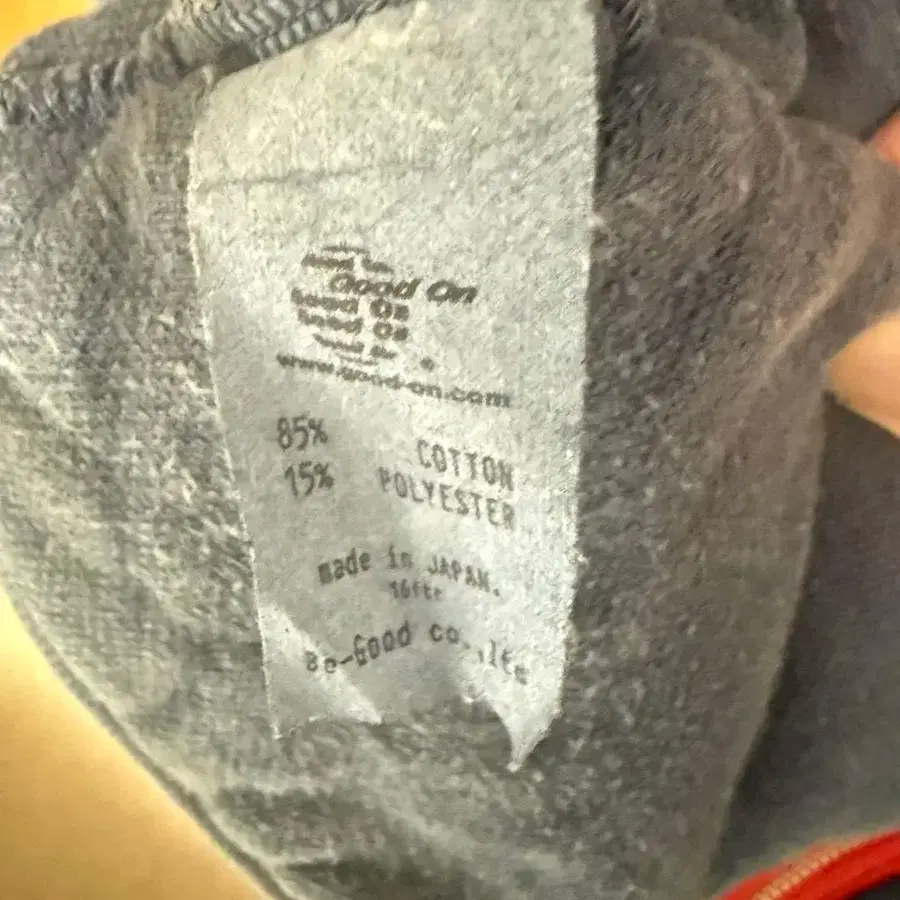 Good On
Good On
Good On
www.good-on.com
85% COTTON
15% POLYESTER
made in JAPAN.
16ftr
Be-Good co.,ltd